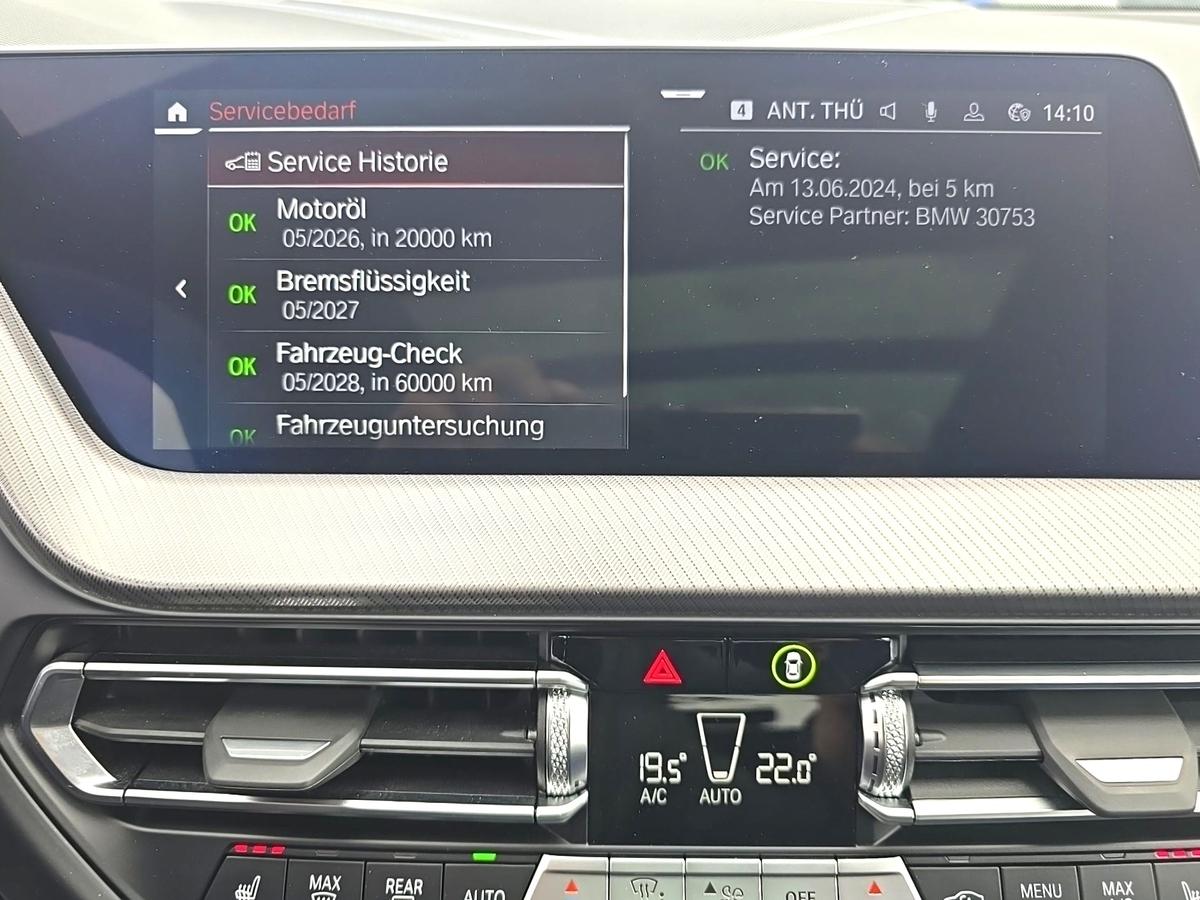 Servicebedarf
4 ANT. THÜ 14:10
Service Historie
OK Motoröl
05/2026, in 20000 km
OK Bremsflüssigkeit
05/2027
OK Fahrzeug-Check
05/2028, in 60000 km
OK Fahrzeuguntersuchung
OK Service:
Am 13.06.2024, bei 5 km
Service Partner: BMW 30753
19.5° 22.0°
A/C AUTO
MAX REAR AUTO OFF MENU MAX
A/C